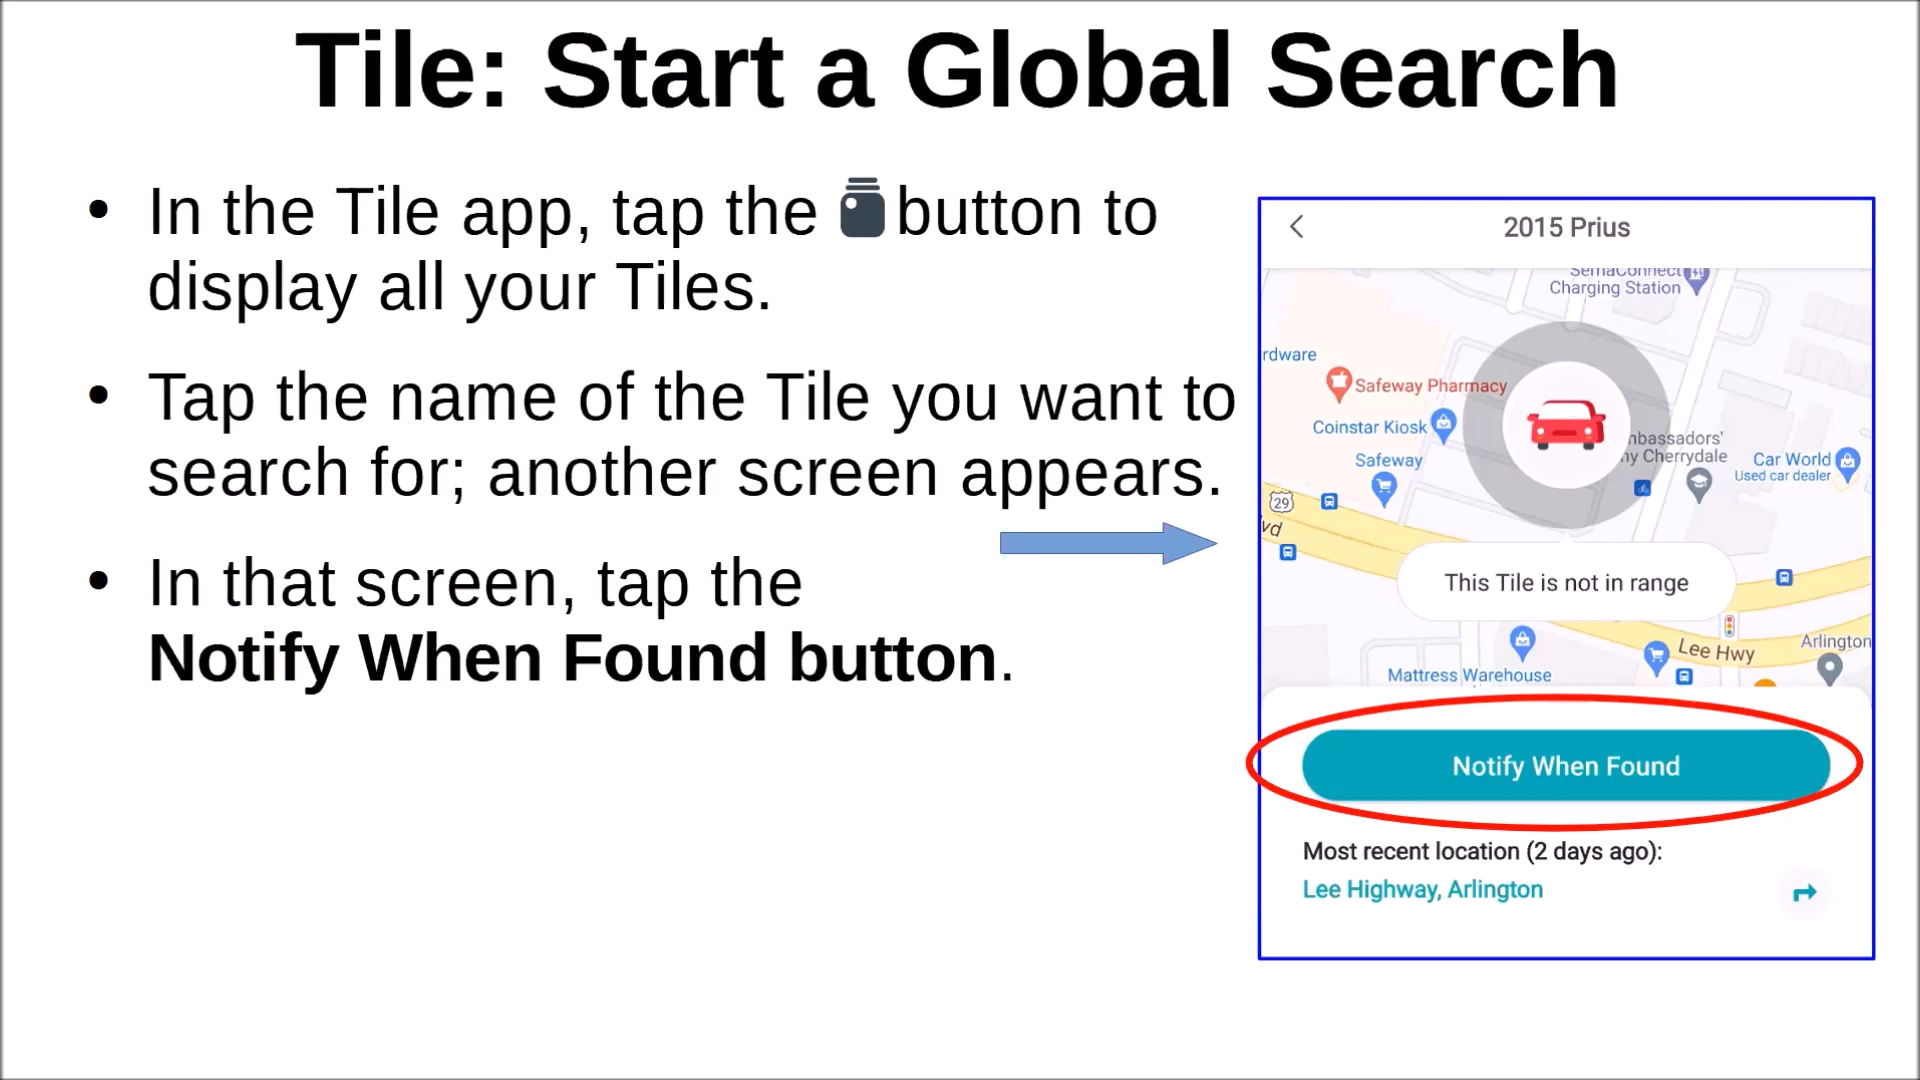 Tile: Start a Global Search
• In the Tile app, tap the button to
display all your Tiles.
• Tap the name of the Tile you want to
search for; another screen appears.
• In that screen, tap the
Notify When Found button.
2015 Prius
SemaConnect
Charging Station
rdware
Safeway Pharmacy
Coinstar Kiosk
Safeway
nbassadors'
ny Cherrydale
Car World
Used car dealer
29
vd
This Tile is not in range
Lee Hwy
Arlington
Mattress Warehouse
Notify When Found
Most recent location (2 days ago):
Lee Highway, Arlington